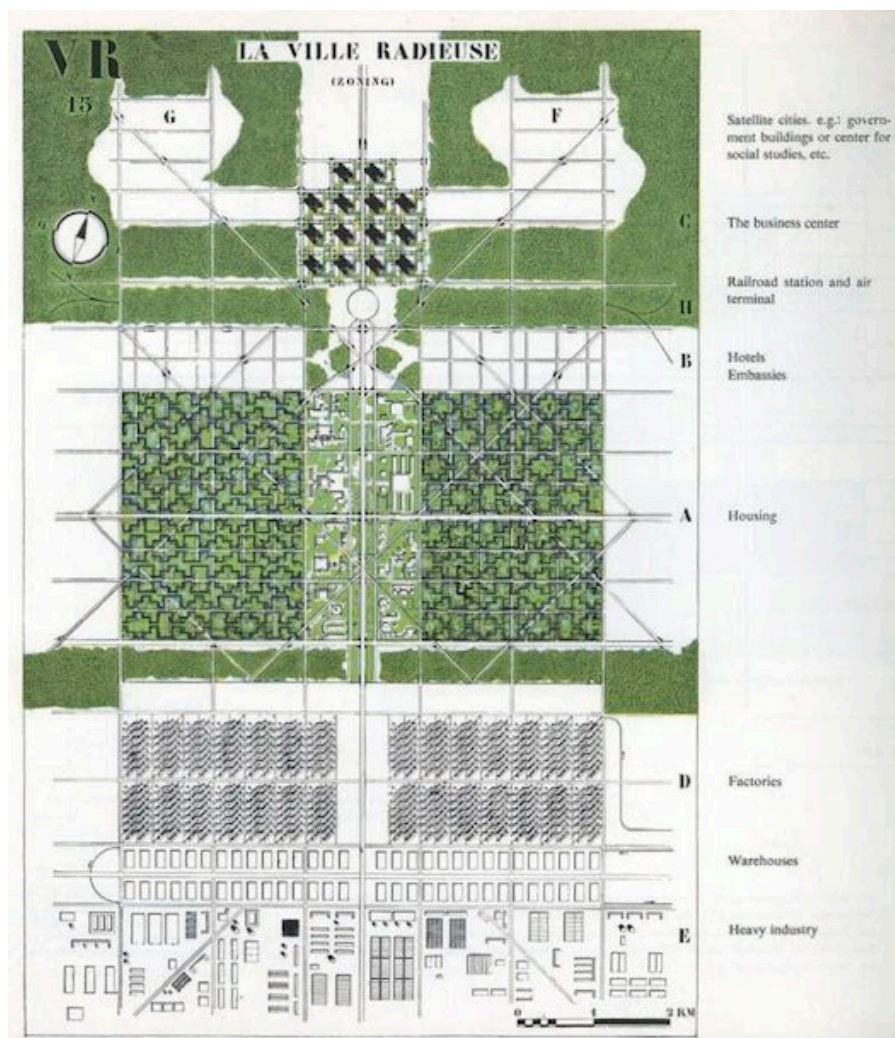 VR
15
LA VILLE RADIEUSE
(ZONING)
G
F
Satellite cities. e.g.: govern-
ment buildings or center for
social studies, etc.
C
The business center
H
Railroad station and air
terminal
B
Hotels
Embassies
A
Housing
D
Factories
Warehouses
E
Heavy industry
0 1 2 KM